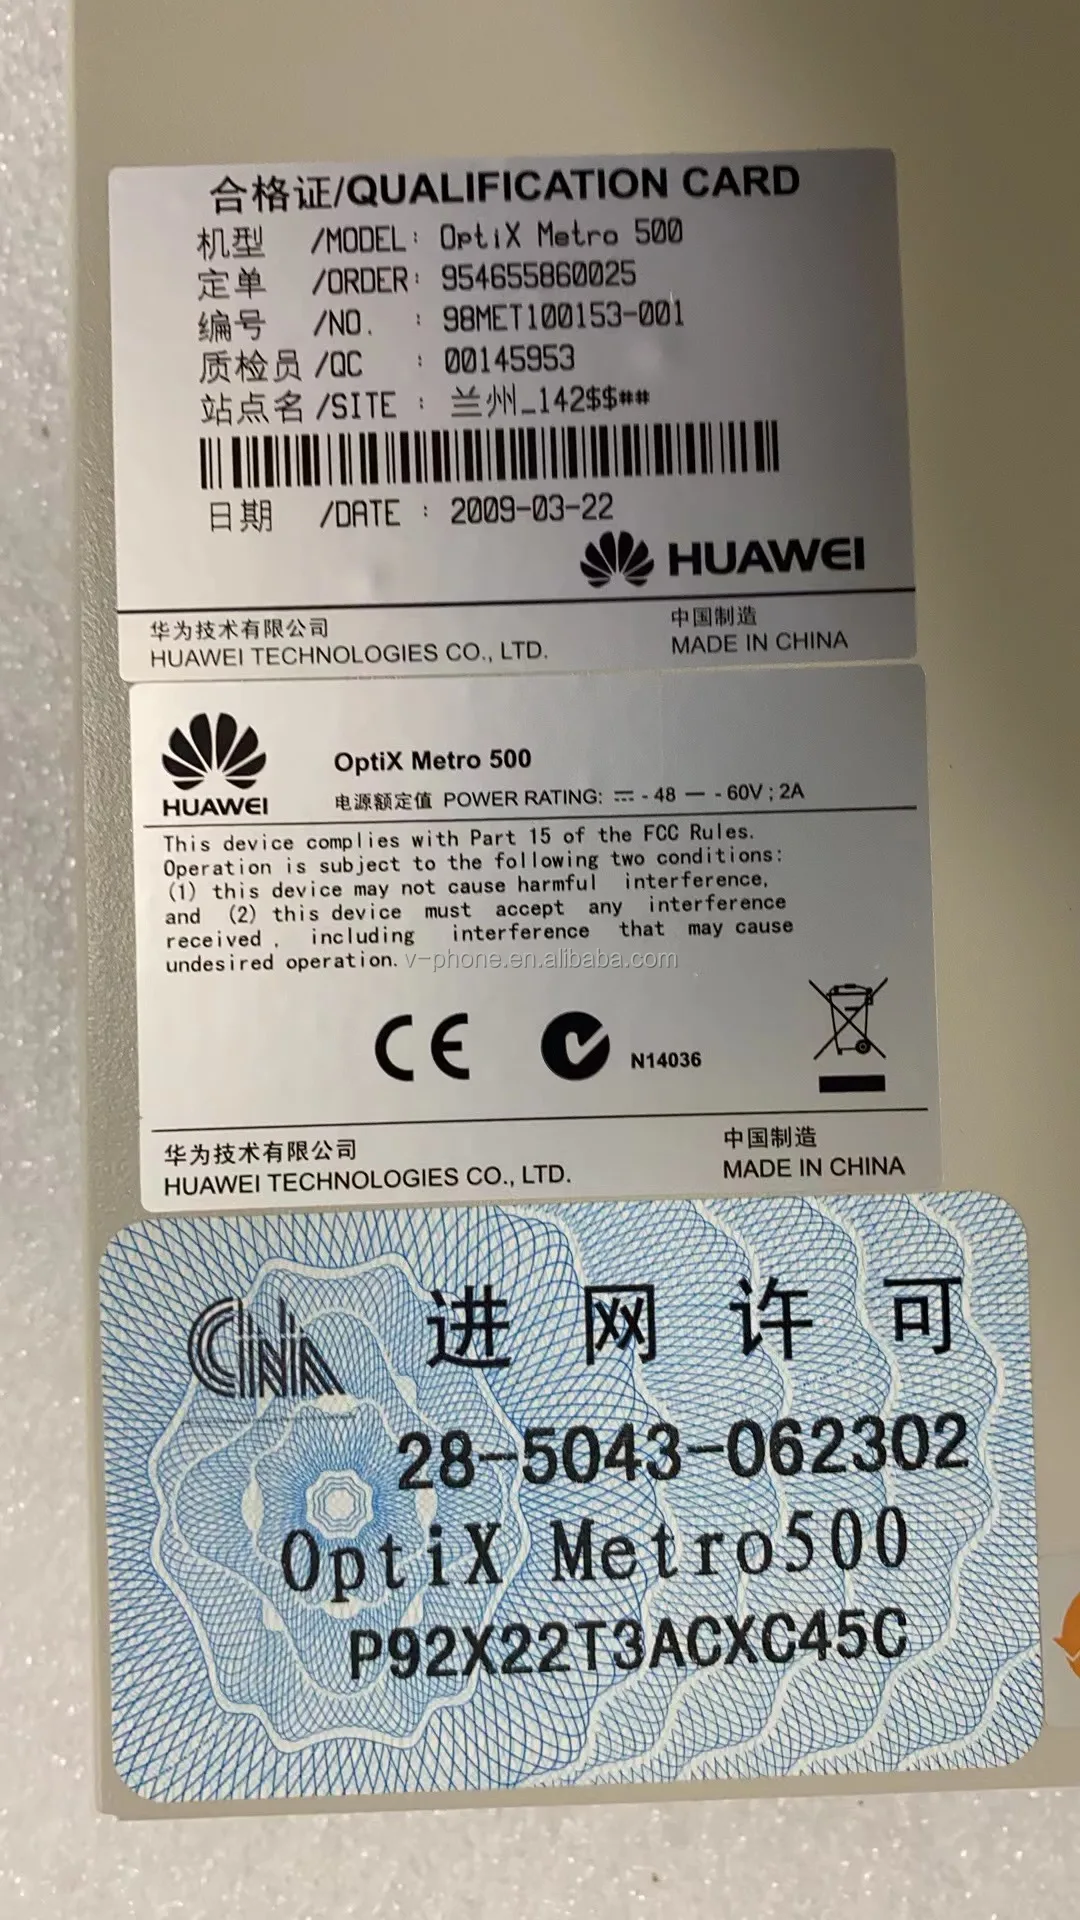 合格证/QUALIFICATION CARD
机型 /MODEL: OptiX Metro 500
定单 /ORDER: 954655860025
编号 /NO. : 98MET100153-001
质检员 /QC : 00145953
站点名 /SITE : 兰州_142$$##
日期 /DATE : 2009-03-22
HUAWEI
华为技术有限公司 中国制造
HUAWEI TECHNOLOGIES CO., LTD. MADE IN CHINA
HUAWEI
OptiX Metro 500
电源额定值 POWER RATING: ⎓ - 48 — - 60V ; 2A
This device complies with Part 15 of the FCC Rules.
Operation is subject to the following two conditions:
(1) this device may not cause harmful interference,
and (2) this device must accept any interference
received , including interference that may cause
undesired operation.
v-phone.en.alibaba.com
CE N14036
华为技术有限公司 中国制造
HUAWEI TECHNOLOGIES CO., LTD. MADE IN CHINA
进网许可
28-5043-062302
OptiX Metro500
P92X22T3ACXC45C